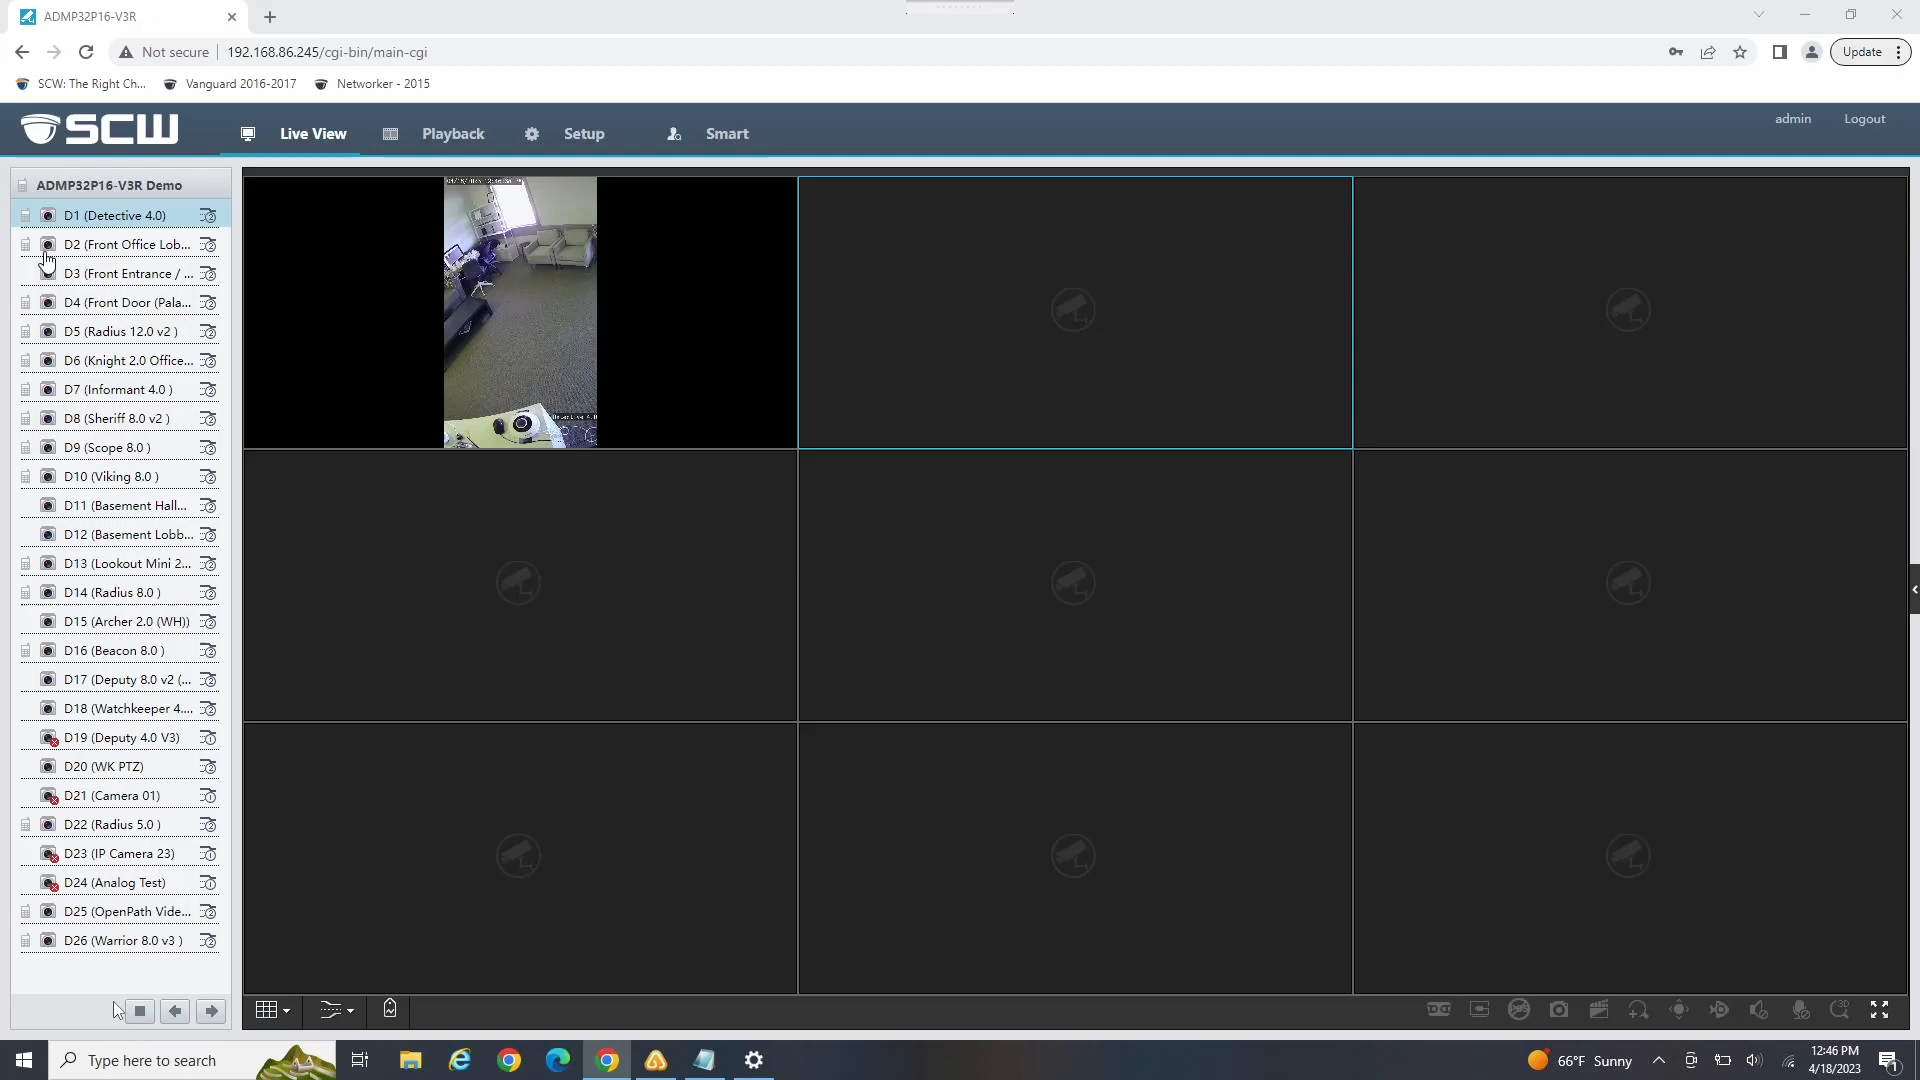 ADMP32P16-V3R
Not secure
192.168.86.245/cgi-bin/main-cgi
Update
SCW: The Right Ch...
Vanguard 2016-2017
Networker - 2015
SCW
Live View
Playback
Setup
Smart
admin
Logout
ADMP32P16-V3R Demo
D1 (Detective 4.0)
D2 (Front Office Lob...
D3 (Front Entrance / ...
D4 (Front Door (Pala...
D5 (Radius 12.0 v2 )
D6 (Knight 2.0 Office...
D7 (Informant 4.0 )
D8 (Sheriff 8.0 v2 )
D9 (Scope 8.0 )
D10 (Viking 8.0 )
D11 (Basement Hall...
D12 (Basement Lobb...
D13 (Lookout Mini 2...
D14 (Radius 8.0 )
D15 (Archer 2.0 (WH))
D16 (Beacon 8.0 )
D17 (Deputy 8.0 v2 (...
D18 (Watchkeeper 4....
D19 (Deputy 4.0 V3)
D20 (WK PTZ)
D21 (Camera 01)
D22 (Radius 5.0 )
D23 (IP Camera 23)
D24 (Analog Test)
D25 (OpenPath Vide...
D26 (Warrior 8.0 v3 )
Type here to search
66°F Sunny
12:46 PM
4/18/2023